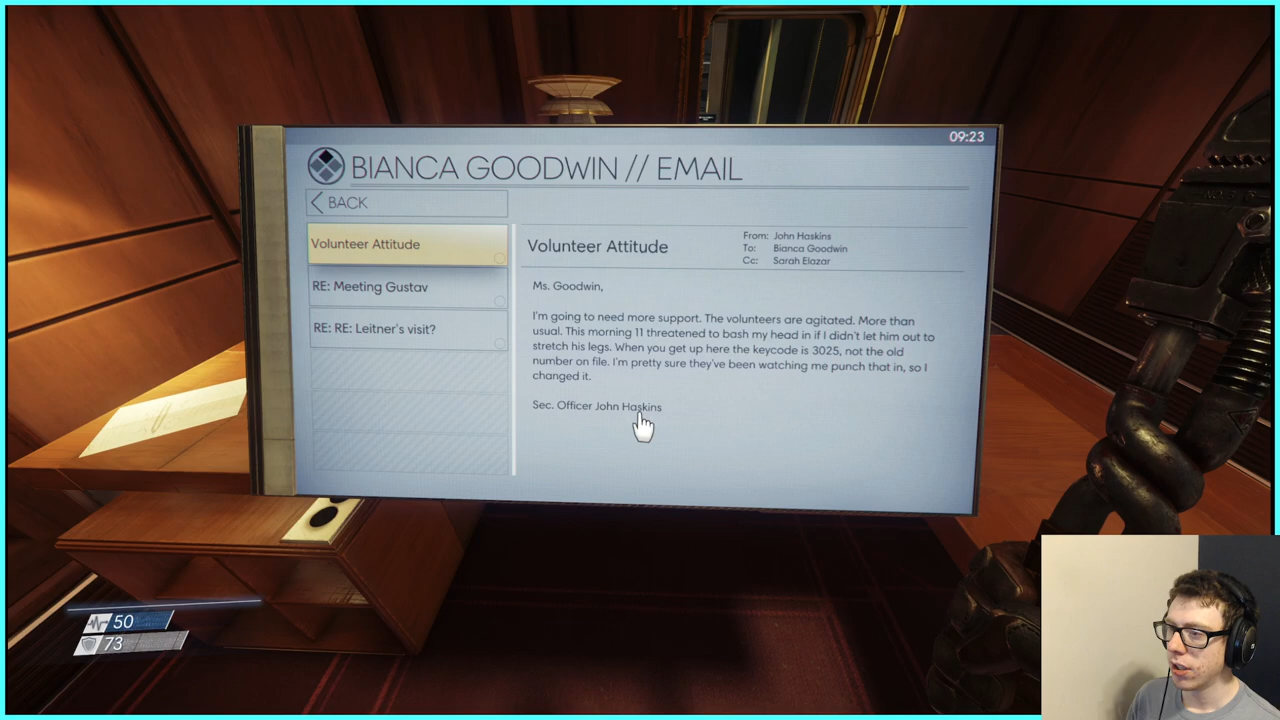 09:23
BIANCA GOODWIN // EMAIL
BACK
Volunteer Attitude
RE: Meeting Gustav
RE: RE: Leitner's visit?
Volunteer Attitude
From: John Haskins
To: Bianca Goodwin
Cc: Sarah Elazar
Ms. Goodwin,
I'm going to need more support. The volunteers are agitated. More than
usual. This morning 11 threatened to bash my head in if I didn't let him out to
stretch his legs. When you get up here the keycode is 3025, not the old
number on file. I'm pretty sure they've been watching me punch that in, so I
changed it.
Sec. Officer John Haskins
50
73